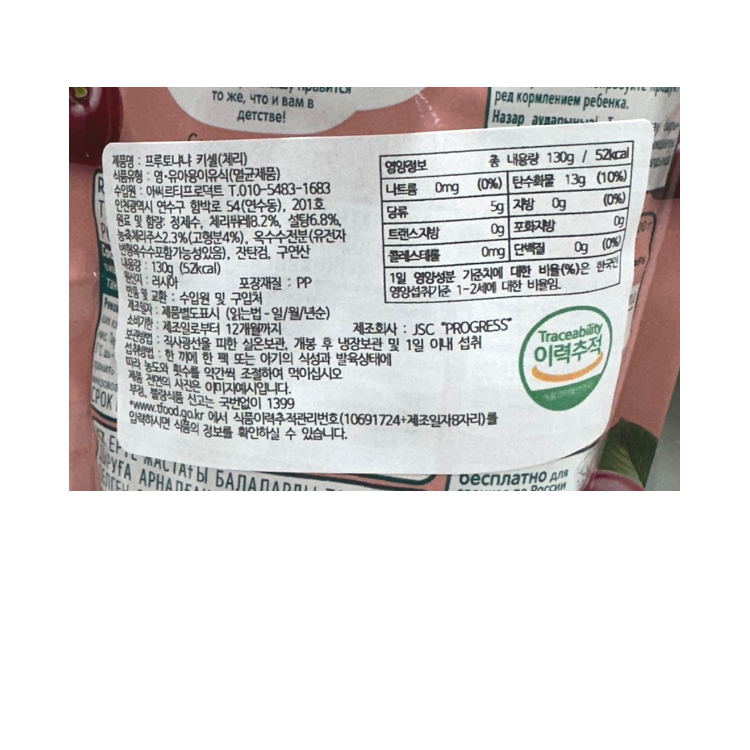 то же, что и вам в
детстве!
ред кормлением ребенка.
제품명 : 프루토냐냐 키셀(체리)
식품유형 : 영·유아용이유식(멸균제품)
수입원 : 아써르티프로덕트 T.010-5483-1683
인천광역시 연수구 함박로 54(연수동), 201호
원료 및 함량: 정제수, 체리퓨레8.2%, 설탕6.8%,
농축체리주스2.3%(고형분4%), 옥수수전분(유전자
변형옥수수포함가능성있음), 잔탄검, 구연산
내용량 : 130g (52kcal)
원산지 : 러시아 포장재질 : PP
반품 및 교환 : 수입원 및 구입처
제조일자 : 제품별도표시 (읽는법-일/월/년순)
소비기한 : 제조일로부터 12개월까지 제조회사 : JSC "PROGRESS"
보관방법 : 직사광선을 피한 실온보관, 개봉 후 냉장보관 및 1일 이내 섭취
섭취방법 : 한 끼에 한 팩 또는 아기의 식성과 발육상태에
따라 농도와 횟수를 약간씩 조절하여 먹이십시오
제품 전면의 사진은 이미지예시입니다.
부정, 불량식품 신고는 국번없이 1399
*www.tfood.go.kr 에서 식품이력추적관리번호(10691724+제조일자8자리)를
입력하시면 식품의 정보를 확인하실 수 있습니다.
영양정보 총 내용량 130g / 52kcal
나트륨 0mg (0%) 탄수화물 13g (10%)
당류 5g 지방 0g (0%)
트랜스지방 0g 포화지방 0g
콜레스테롤 0mg 단백질 0g (0%)
1일 영양성분 기준치에 대한 비율(%)은 한국인
영양섭취기준 1-2세에 대한 비율임.
Traceability
이력추적
бесплатно для